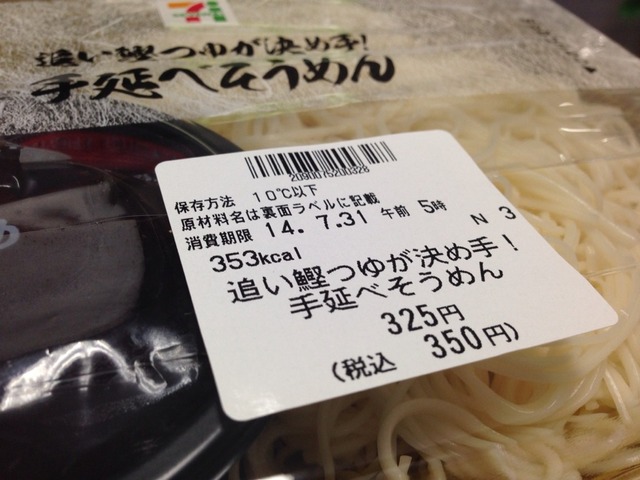 追い鰹つゆが決め手!
手延べそうめん
2090075200328
保存方法 10℃以下
原材料名は裏面ラベルに記載
消費期限 14. 7.31 午前 5時
353kcal
N 3
追い鰹つゆが決め手!
手延べそうめん
325円
(税込 350円)